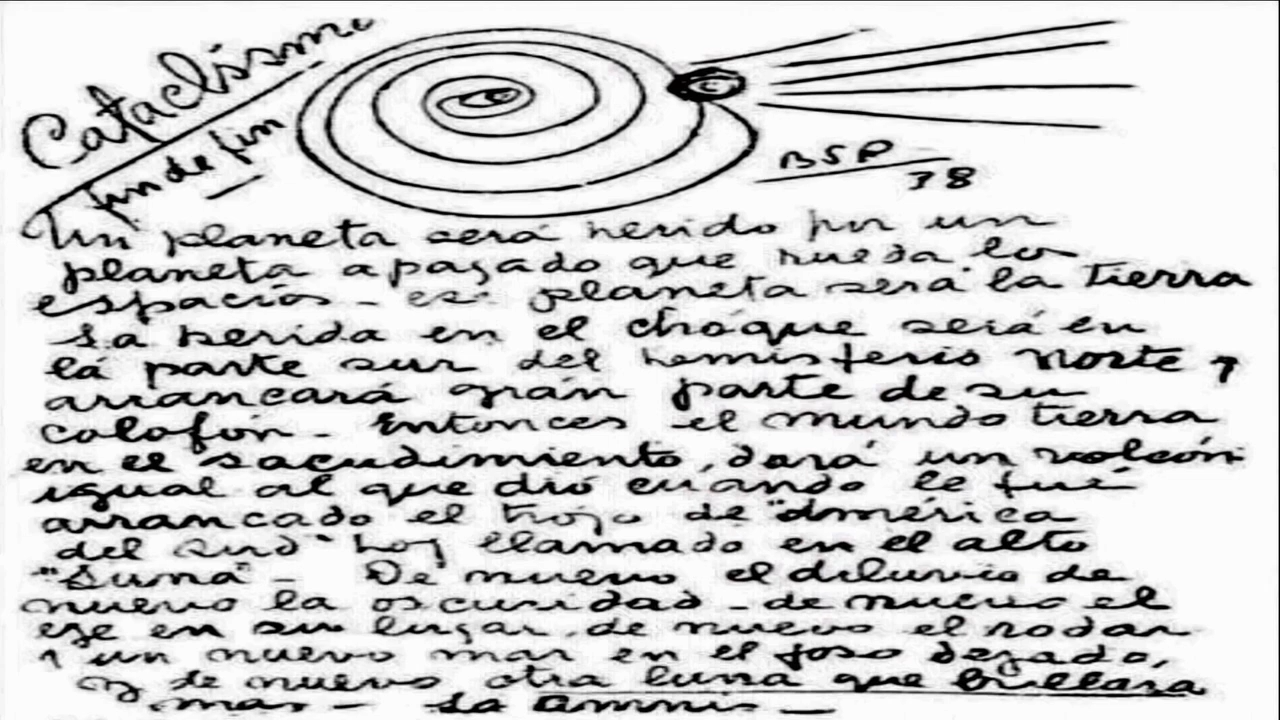 Cataclismo
fin de fin
BSP
38
Un planeta será herido por un
planeta apagado que rueda los
espacios - ese planeta será la tierra
La herida en el choque será en
la parte sur del hemisferio norte y
arrancará gran parte de su
colofón - Entonces el mundo tierra
en el sacudimiento, dará un volcón
igual al que dió cuando le fué
arrancado el trozo de "américa
del sud" hoy llamado en el alto
"Luna" - De nuevo el diluvio de
nuevo la oscuridad - de nuevo el
eje en su lugar, de nuevo el rodar
y un nuevo mar en el foso dejado,
y de nuevo otra luna que brillara
mas -